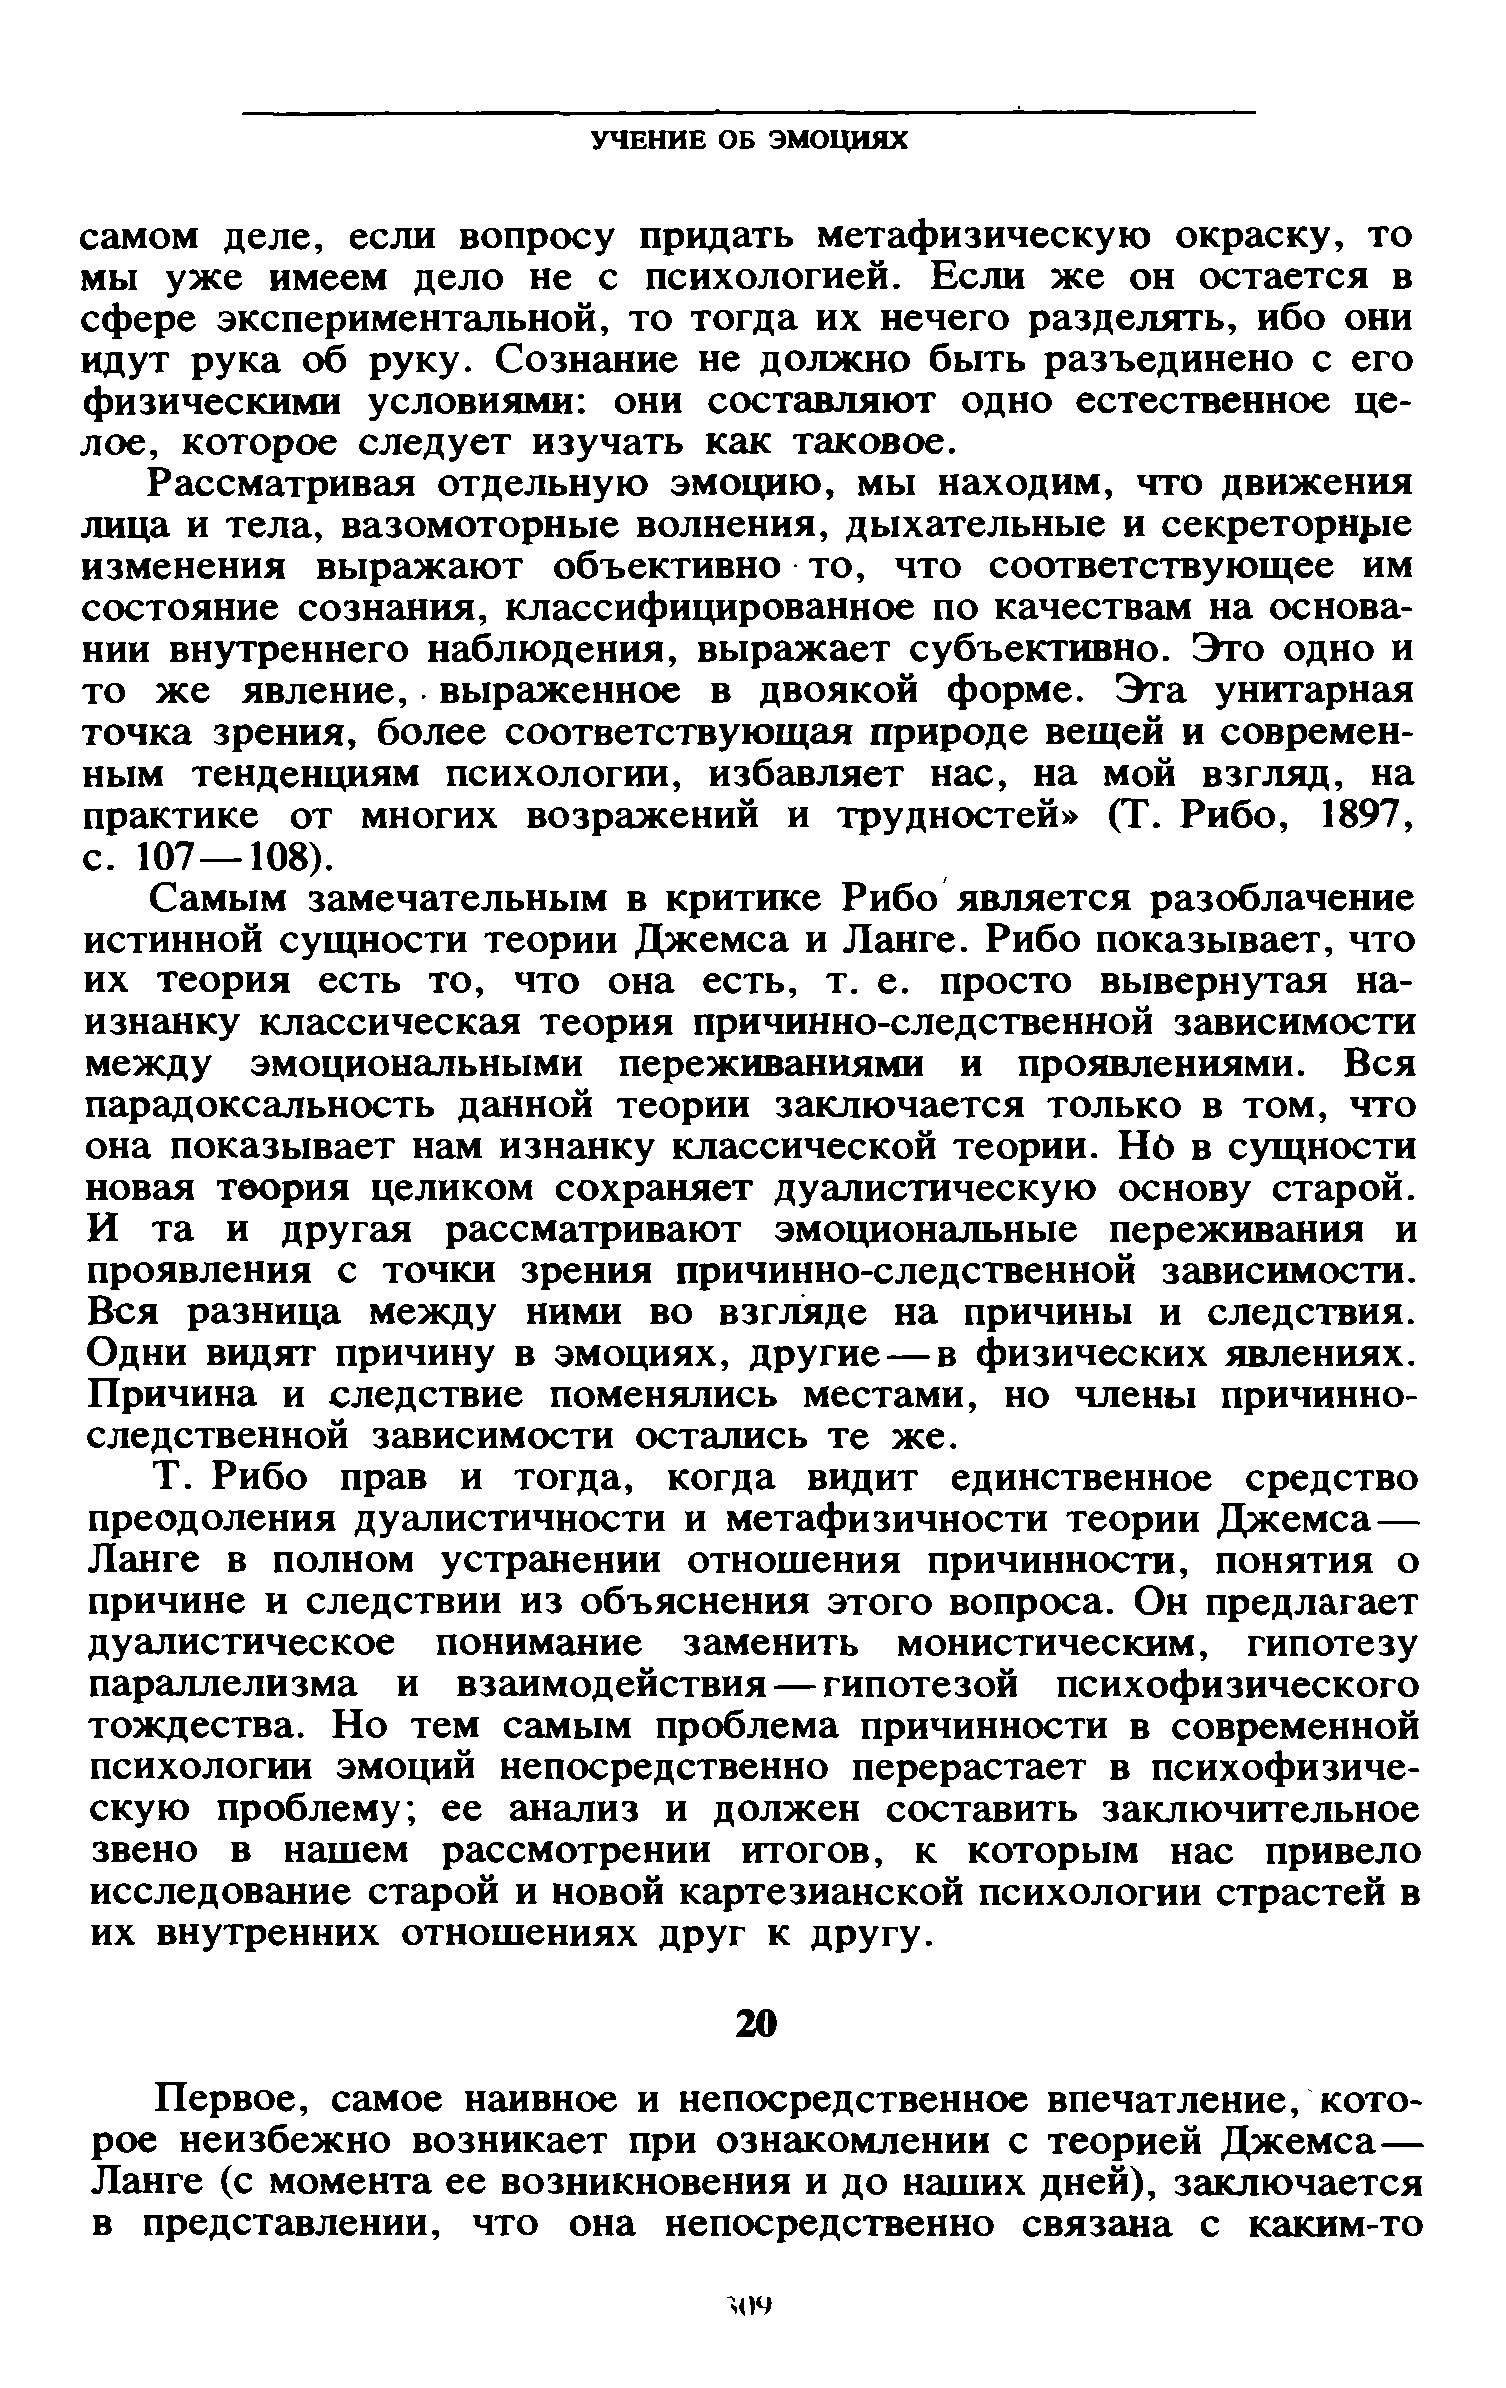 УЧЕНИЕ ОБ ЭМОЦИЯХ
самом деле, если вопросу придать метафизическую окраску, то
мы уже имеем дело не с психологией. Если же он остается в
сфере экспериментальной, то тогда их нечего разделять, ибо они
идут рука об руку. Сознание не должно быть разъединено с его
физическими условиями: они составляют одно естественное це-
лое, которое следует изучать как таковое.
Рассматривая отдельную эмоцию, мы находим, что движения
лица и тела, вазомоторные волнения, дыхательные и секреторные
изменения выражают объективно то, что соответствующее им
состояние сознания, классифицированное по качествам на основа-
нии внутреннего наблюдения, выражает субъективно. Это одно и
то же явление, выраженное в двоякой форме. Эта унитарная
точка зрения, более соответствующая природе вещей и современ-
ным тенденциям психологии, избавляет нас, на мой взгляд, на
практике от многих возражений и трудностей» (Т. Рибо, 1897,
с. 107—108).
Самым замечательным в критике Рибо является разоблачение
истинной сущности теории Джемса и Ланге. Рибо показывает, что
их теория есть то, что она есть, т. е. просто вывернутая на-
изнанку классическая теория причинно-следственной зависимости
между эмоциональными переживаниями и проявлениями. Вся
парадоксальность данной теории заключается только в том, что
она показывает нам изнанку классической теории. Но в сущности
новая теория целиком сохраняет дуалистическую основу старой.
И та и другая рассматривают эмоциональные переживания и
проявления с точки зрения причинно-следственной зависимости.
Вся разница между ними во взгляде на причины и следствия.
Одни видят причину в эмоциях, другие—в физических явлениях.
Причина и следствие поменялись местами, но члены причинно-
следственной зависимости остались те же.
Т. Рибо прав и тогда, когда видит единственное средство
преодоления дуалистичности и метафизичности теории Джемса—
Ланге в полном устранении отношения причинности, понятия о
причине и следствии из объяснения этого вопроса. Он предлагает
дуалистическое понимание заменить монистическим, гипотезу
параллелизма и взаимодействия—гипотезой психофизического
тождества. Но тем самым проблема причинности в современной
психологии эмоций непосредственно перерастает в психофизиче-
скую проблему; ее анализ и должен составить заключительное
звено в нашем рассмотрении итогов, к которым нас привело
исследование старой и новой картезианской психологии страстей в
их внутренних отношениях друг к другу.
20
Первое, самое наивное и непосредственное впечатление, кото-
рое неизбежно возникает при ознакомлении с теорией Джемса—
Ланге (с момента ее возникновения и до наших дней), заключается
в представлении, что она непосредственно связана с каким-то
309